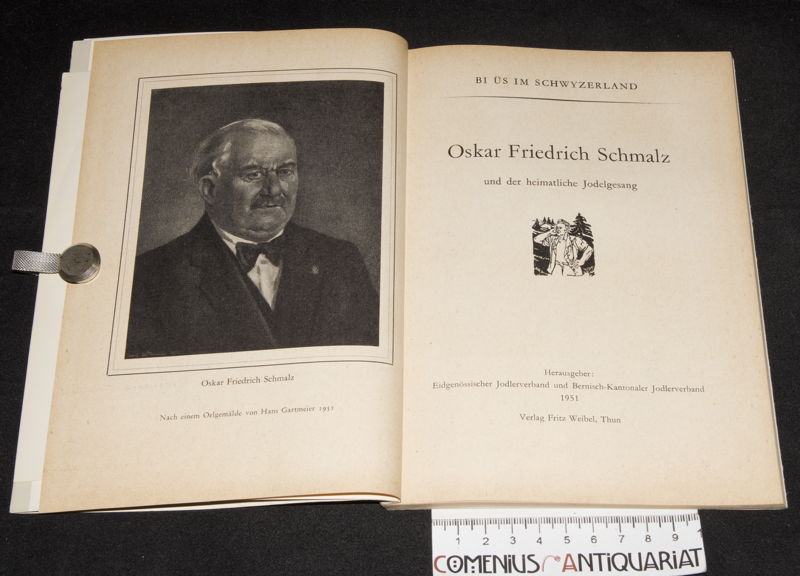 Oskar Friedrich Schmalz
Nach einem Oelgemälde von Hans Gartmeier 1951
BI ÜS IM SCHWYZERLAND
Oskar Friedrich Schmalz
und der heimatliche Jodelgesang
Herausgeber:
Eidgenössischer Jodlerverband und Bernisch-Kantonaler Jodlerverband
1951
Verlag Fritz Weibel, Thun
1 2 3 4 5 6 7 8 9
COMENIUS ANTIQUARIAT